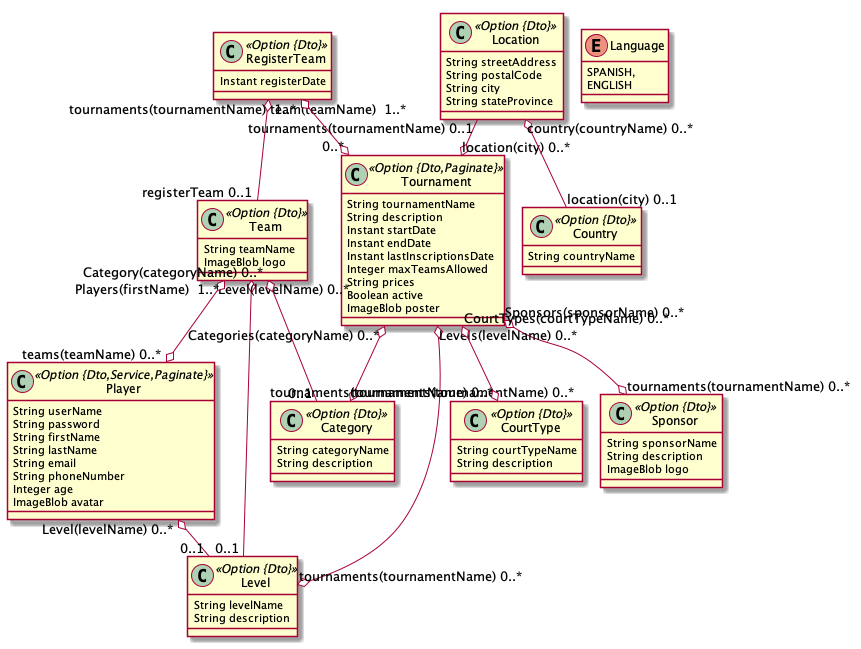 C «Option {Dto}»
RegisterTeam
Instant registerDate
C «Option {Dto}»
Location
String streetAddress
String postalCode
String city
String stateProvince
E Language
SPANISH,
ENGLISH
tournaments(tournamentName) 1..*
team(teamName) 1..*
tournaments(tournamentName) 0..1
country(countryName) 0..*
0..*
location(city) 0..*
C «Option {Dto,Paginate}»
Tournament
String tournamentName
String description
Instant startDate
Instant endDate
Instant lastInscriptionsDate
Integer maxTeamsAllowed
String prices
Boolean active
ImageBlob poster
registerTeam 0..1
location(city) 0..1
C «Option {Dto}»
Team
String teamName
ImageBlob logo
C «Option {Dto}»
Country
String countryName
Category(categoryName) 0..*
Players(firstName) 1..*
Level(levelName) 0..*
Sponsors(sponsorName) 0..*
CourtTypes(courtTypeName) 0..*
Categories(categoryName) 0..*
Levels(levelName) 0..*
teams(teamName) 0..*
C «Option {Dto,Service,Paginate}»
Player
String userName
String password
String firstName
String lastName
String email
String phoneNumber
Integer age
ImageBlob avatar
0..1
tournaments(tournamentName) 0..*
tournaments(tournamentName) 0..*
tournaments(tournamentName) 0..*
C «Option {Dto}»
Category
String categoryName
String description
C «Option {Dto}»
CourtType
String courtTypeName
String description
C «Option {Dto}»
Sponsor
String sponsorName
String description
ImageBlob logo
Level(levelName) 0..*
0..1
0..1
C «Option {Dto}»
Level
String levelName
String description
tournaments(tournamentName) 0..*